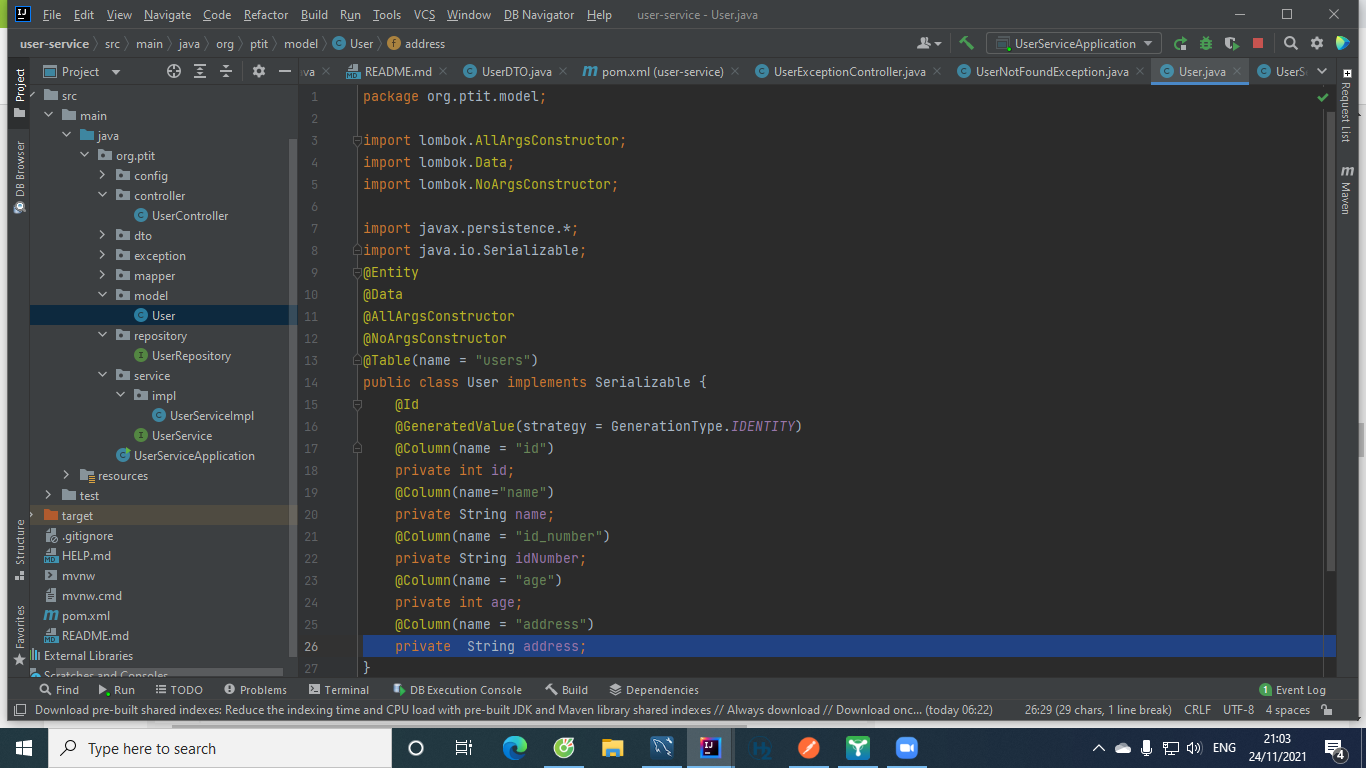 File Edit View Navigate Code Refactor Build Run Tools VCS Window DB Navigator Help user-service - User.java
user-service src main java org ptit model User address UserServiceApplication
Project
va README.md UserDTO.java pom.xml (user-service) UserExceptionController.java UserNotFoundException.java User.java UserS
src
main
java
org.ptit
config
controller
UserController
dto
exception
mapper
model
User
repository
UserRepository
service
impl
UserServiceImpl
UserService
UserServiceApplication
resources
test
target
.gitignore
HELP.md
mvnw
mvnw.cmd
pom.xml
README.md
External Libraries
Scratches and Consoles
Project
DB Browser
Structure
Favorites
1 package org.ptit.model;
2
3 import lombok.AllArgsConstructor;
4 import lombok.Data;
5 import lombok.NoArgsConstructor;
6
7 import javax.persistence.*;
8 import java.io.Serializable;
9 @Entity
10 @Data
11 @AllArgsConstructor
12 @NoArgsConstructor
13 @Table(name = "users")
14 public class User implements Serializable {
15 @Id
16 @GeneratedValue(strategy = GenerationType.IDENTITY)
17 @Column(name = "id")
18 private int id;
19 @Column(name="name")
20 private String name;
21 @Column(name = "id_number")
22 private String idNumber;
23 @Column(name = "age")
24 private int age;
25 @Column(name = "address")
26 private  String address;
27 }
Request List
Maven
Find Run TODO Problems Terminal DB Execution Console Build Dependencies 1 Event Log
Download pre-built shared indexes: Reduce the indexing time and CPU load with pre-built JDK and Maven library shared indexes // Always download // Download onc... (today 06:22) 26:29 (29 chars, 1 line break) CRLF UTF-8 4 spaces
Type here to search
ENG
21:03
24/11/2021
4